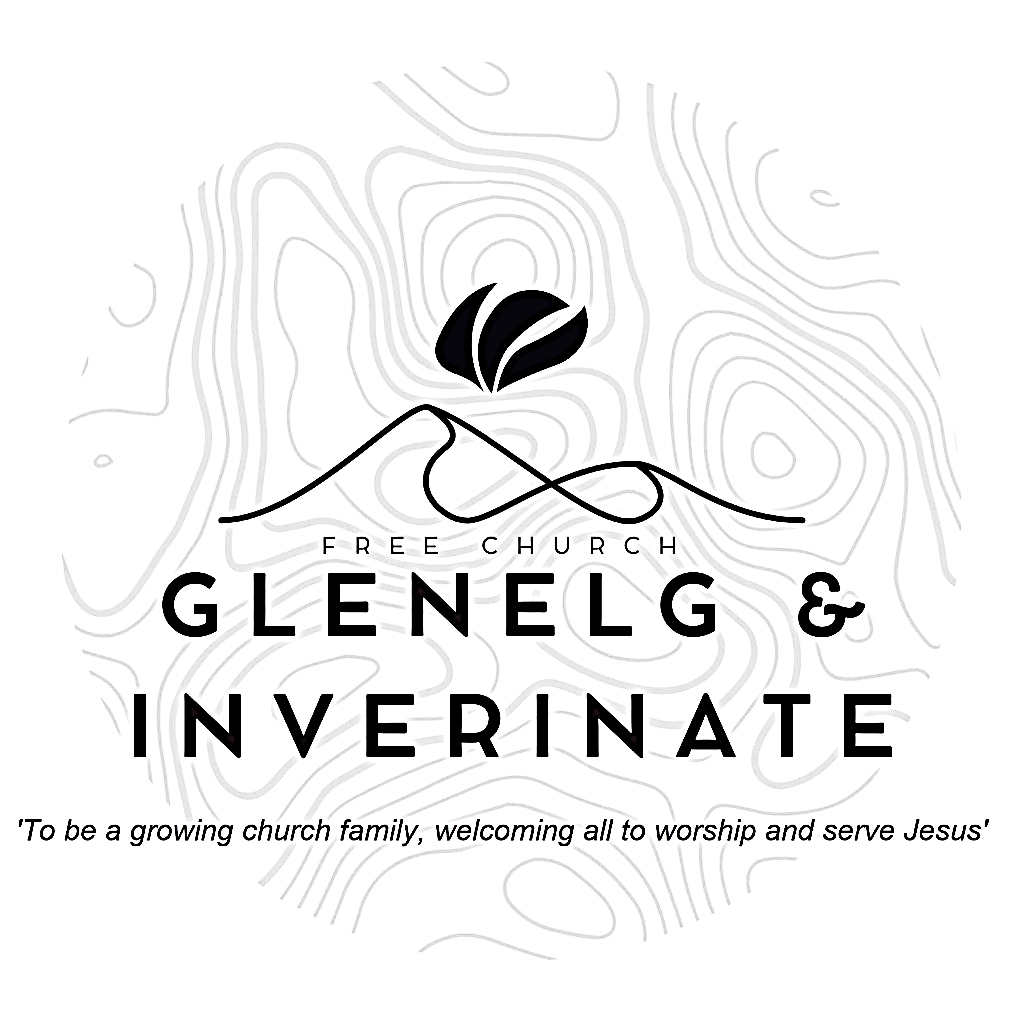 FREE CHURCH
GLENELG &
INVERINATE
'To be a growing church family, welcoming all to worship and serve Jesus'